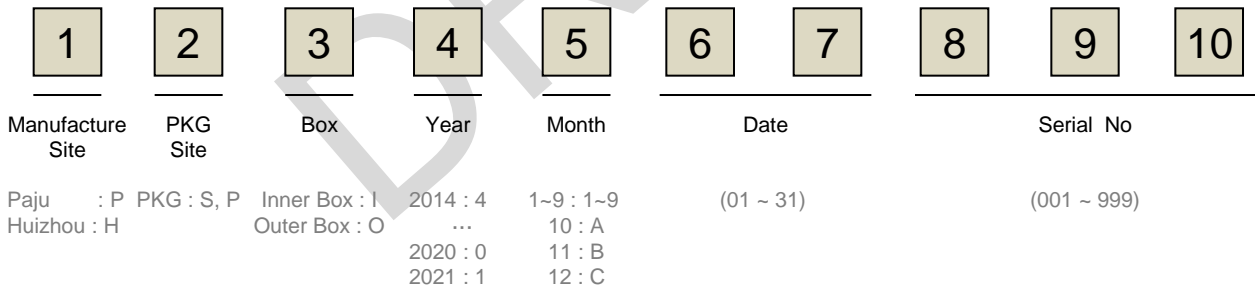 1 2 3 4 5 6 7 8 9 10
Manufacture Site PKG Site Box Year Month Date Serial No
Paju : P PKG : S, P Inner Box : I 2014 : 4 1~9 : 1~9 (01 ~ 31) (001 ~ 999)
Huizhou : H Outer Box : O … 10 : A
2020 : 0 11 : B
2021 : 1 12 : C